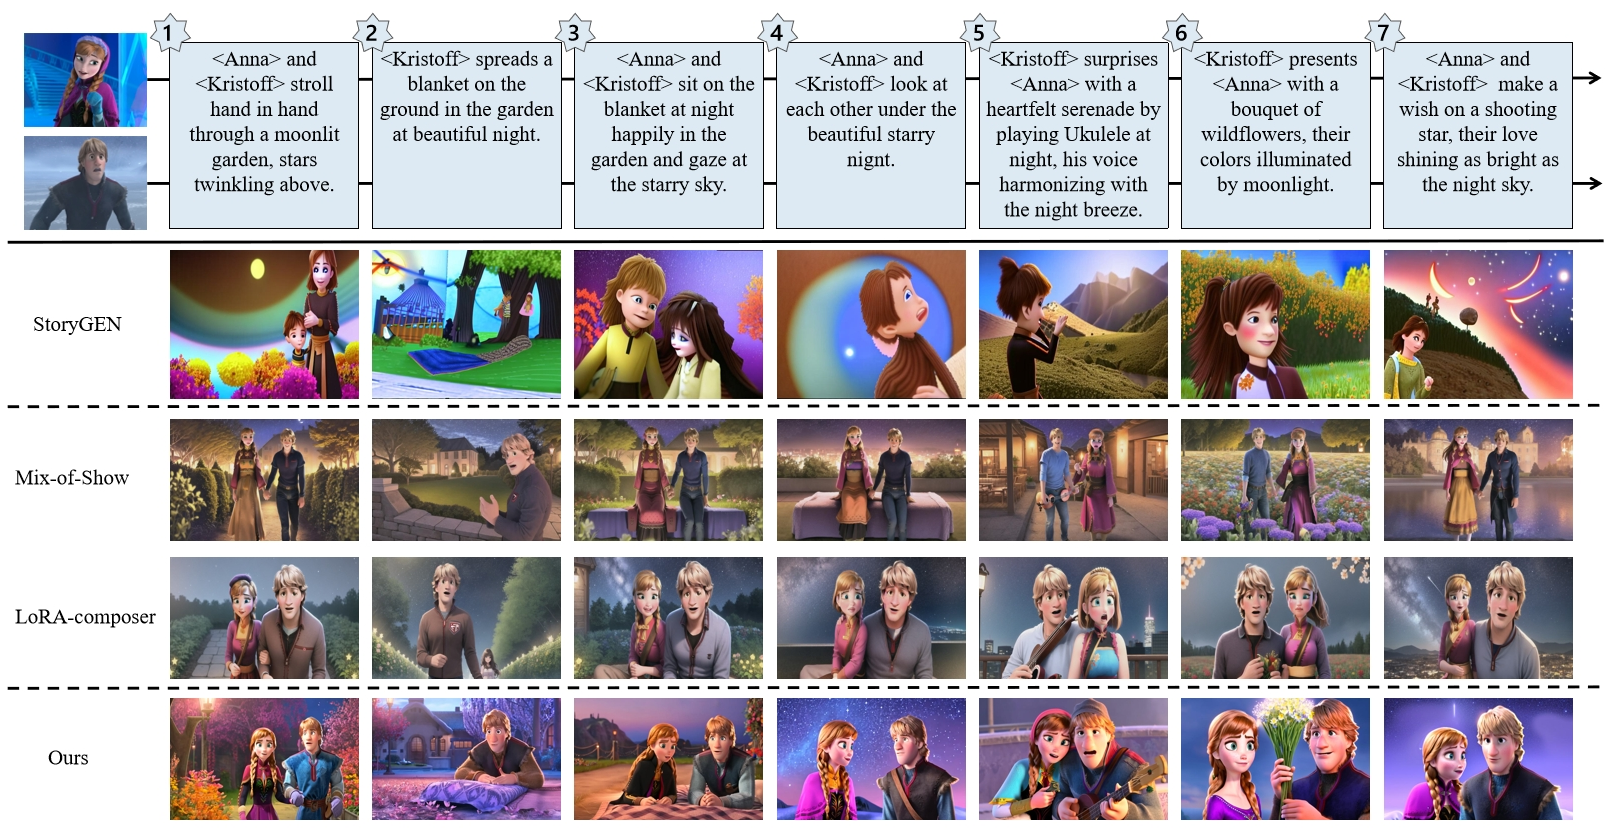 1
<Anna> and
<Kristoff> stroll
hand in hand
through a moonlit
garden, stars
twinkling above.
2
<Kristoff> spreads a
blanket on the
ground in the garden
at beautiful night.
3
<Anna> and
<Kristoff> sit on the
blanket at night
happily in the
garden and gaze at
the starry sky.
4
<Anna> and
<Kristoff> look at
each other under the
beautiful starry
nignt.
5
<Kristoff> surprises
<Anna> with a
heartfelt serenade by
playing Ukulele at
night, his voice
harmonizing with
the night breeze.
6
<Kristoff> presents
<Anna> with a
bouquet of
wildflowers, their
colors illuminated
by moonlight.
7
<Anna> and
<Kristoff> make a
wish on a shooting
star, their love
shining as bright as
the night sky.
StoryGEN
Mix-of-Show
LoRA-composer
Ours